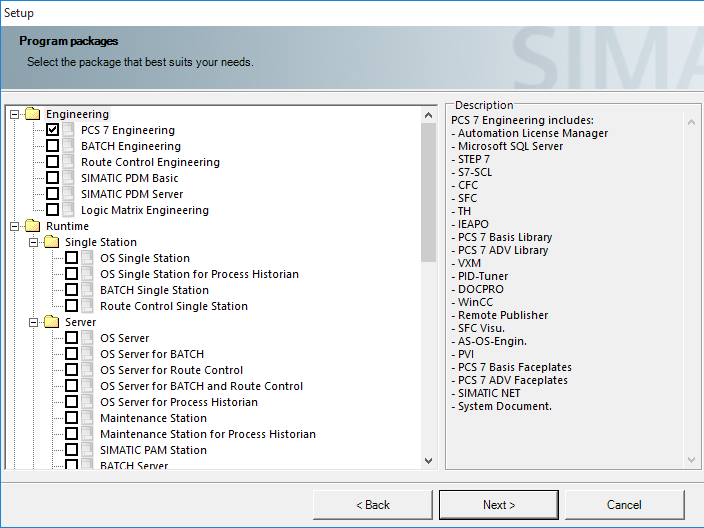 Setup
Program packages
Select the package that best suits your needs.
SIMA
Engineering
PCS 7 Engineering
BATCH Engineering
Route Control Engineering
SIMATIC PDM Basic
SIMATIC PDM Server
Logic Matrix Engineering
Runtime
Single Station
OS Single Station
OS Single Station for Process Historian
BATCH Single Station
Route Control Single Station
Server
OS Server
OS Server for BATCH
OS Server for Route Control
OS Server for BATCH and Route Control
OS Server for Process Historian
Maintenance Station
Maintenance Station for Process Historian
SIMATIC PAM Station
BATCH Server
Description
PCS 7 Engineering includes:
- Automation License Manager
- Microsoft SQL Server
- STEP 7
- S7-SCL
- CFC
- SFC
- TH
- IEAPO
- PCS 7 Basis Library
- PCS 7 ADV Library
- VXM
- PID-Tuner
- DOCPRO
- WinCC
- Remote Publisher
- SFC Visu.
- AS-OS-Engin.
- PVI
- PCS 7 Basis Faceplates
- PCS 7 ADV Faceplates
- SIMATIC NET
- System Document.
< Back
Next >
Cancel